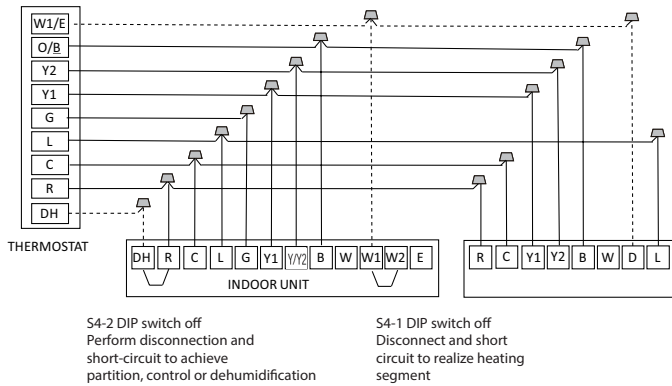 W1/E
O/B
Y2
Y1
G
L
C
R
DH
THERMOSTAT
DH R C L G Y1 Y/Y2 B W W1 W2 E
INDOOR UNIT
R C Y1 Y2 B W D L
S4-2 DIP switch off
Perform disconnection and
short-circuit to achieve
partition, control or dehumidification
S4-1 DIP switch off
Disconnect and short
circuit to realize heating
segment